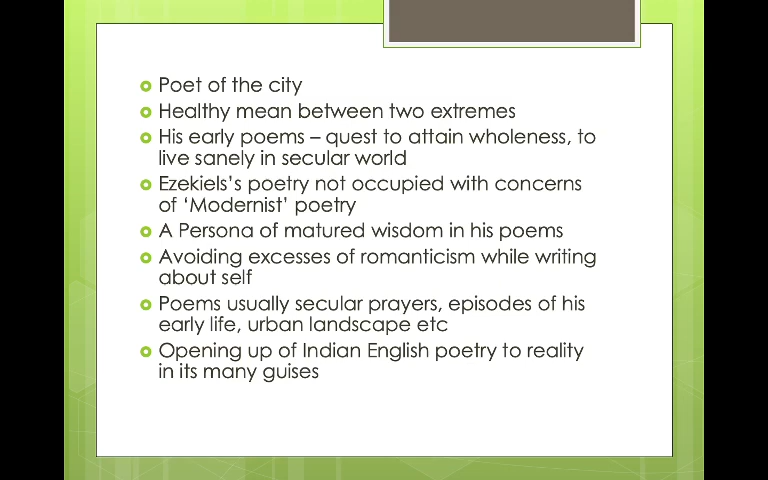 Poet of the city
Healthy mean between two extremes
His early poems – quest to attain wholeness, to
live sanely in secular world
Ezekiels's poetry not occupied with concerns
of ‘Modernist’ poetry
A Persona of matured wisdom in his poems
Avoiding excesses of romanticism while writing
about self
Poems usually secular prayers, episodes of his
early life, urban landscape etc
Opening up of Indian English poetry to reality
in its many guises